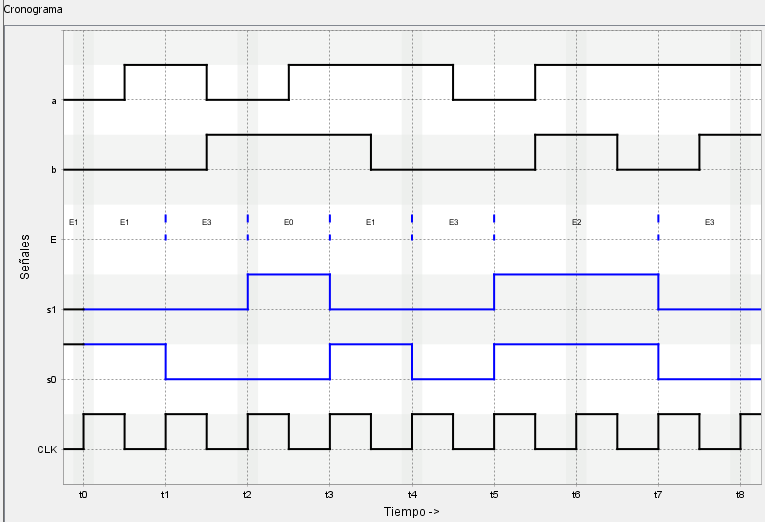 Cronograma
a
b
E1 E1 E3 E0 E1 E3 E2 E3
E
Señales
s1
s0
CLK
t0 t1 t2 t3 t4 t5 t6 t7 t8
Tiempo ->